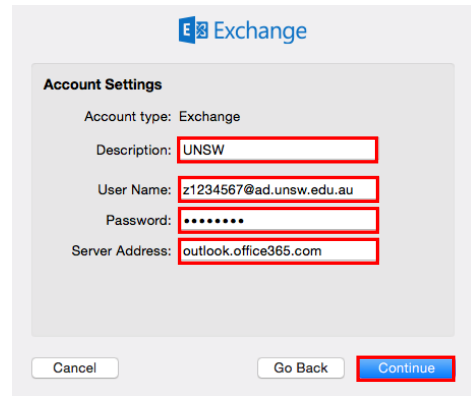 Exchange
Account Settings
Account type: Exchange
Description: UNSW
User Name: z1234567@ad.unsw.edu.au
Password: ••••••••
Server Address: outlook.office365.com
Cancel Go Back Continue